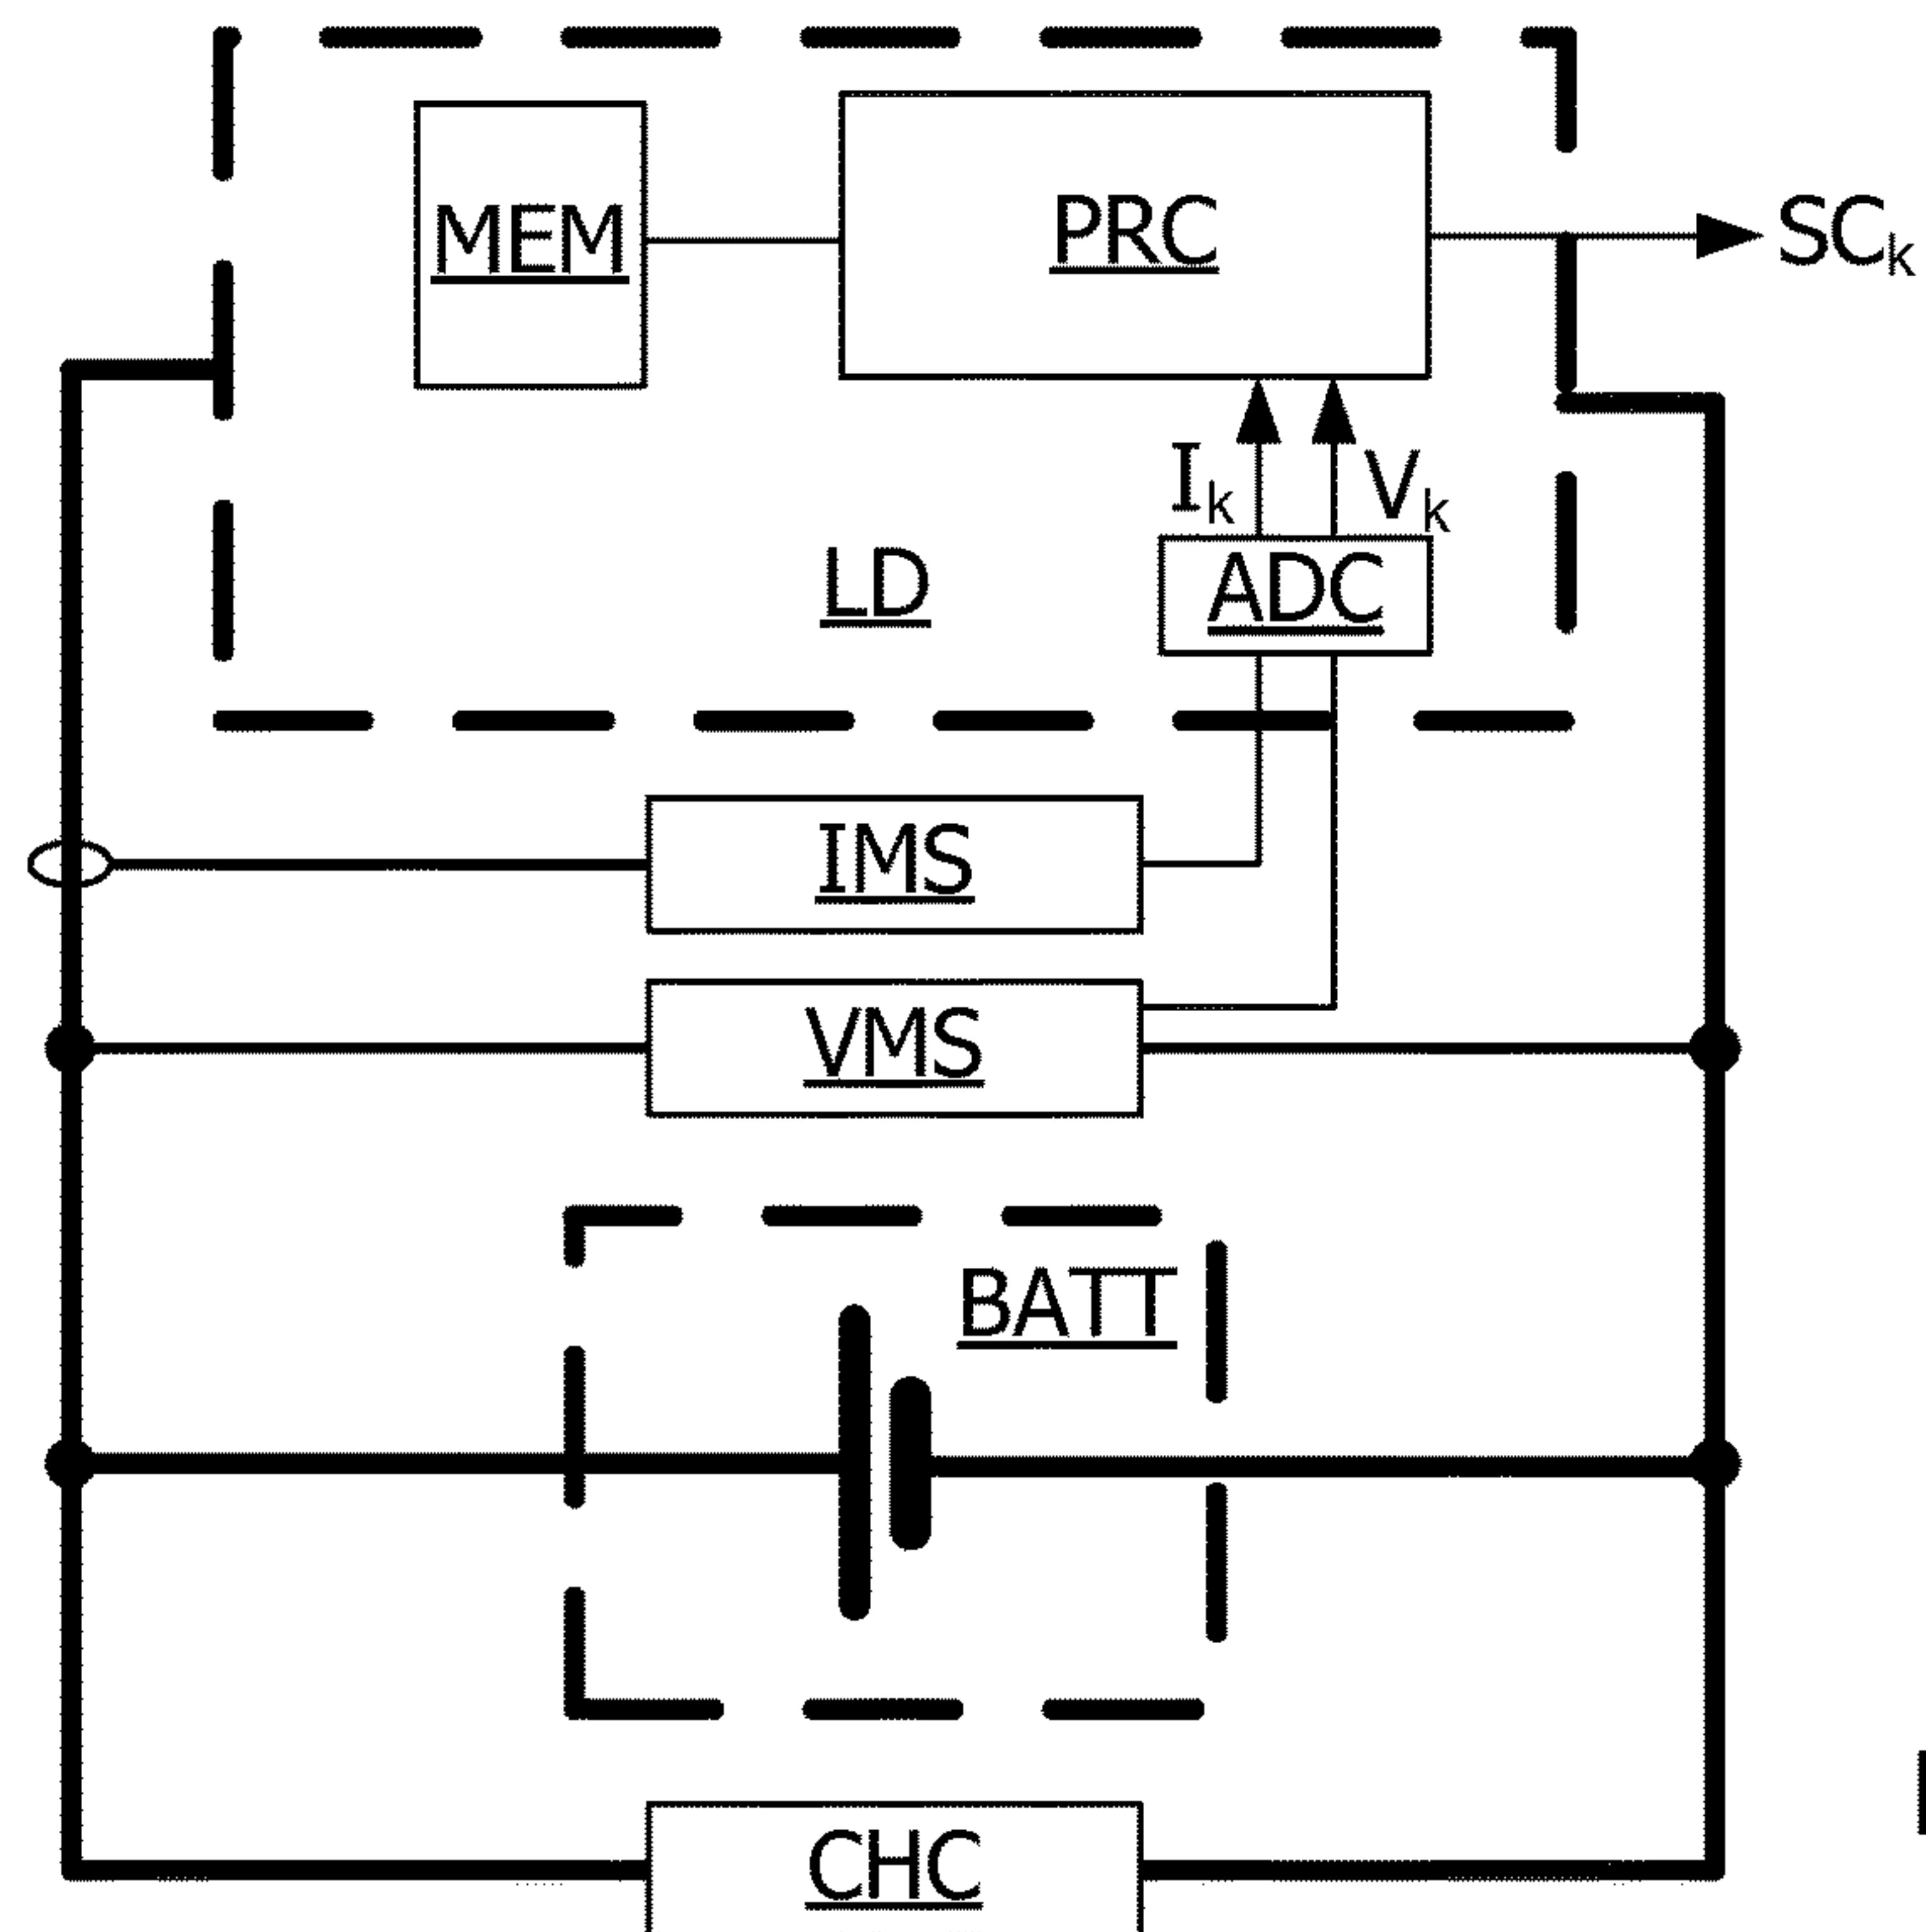 MEM
PRC
SCk
Ik
Vk
LD
ADC
IMS
VMS
BATT
CHC